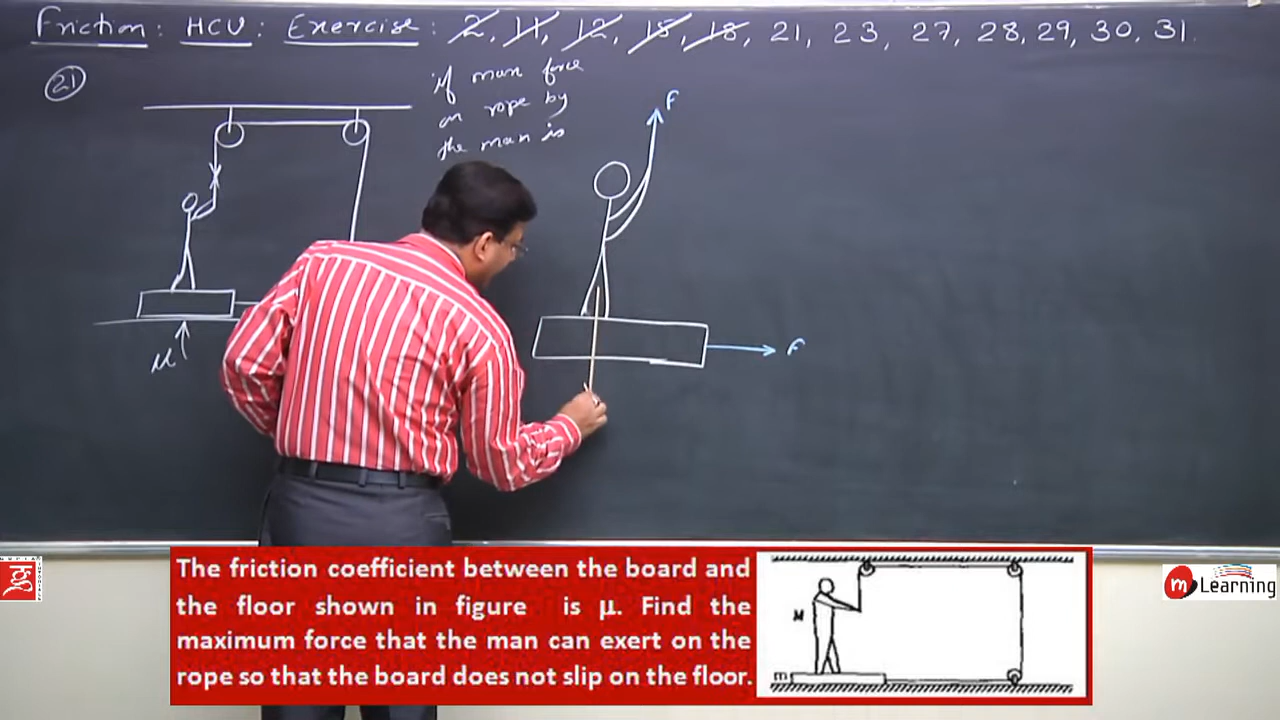 Friction: HCV: Exercise: 2, 11, 12, 15, 18, 21, 23, 27, 28, 29, 30, 31.
21
if man force
on rope by
the man is
F
F
μ
The friction coefficient between the board and
the floor shown in figure is μ. Find the
maximum force that the man can exert on the
rope so that the board does not slip on the floor.
M
m
m Learning